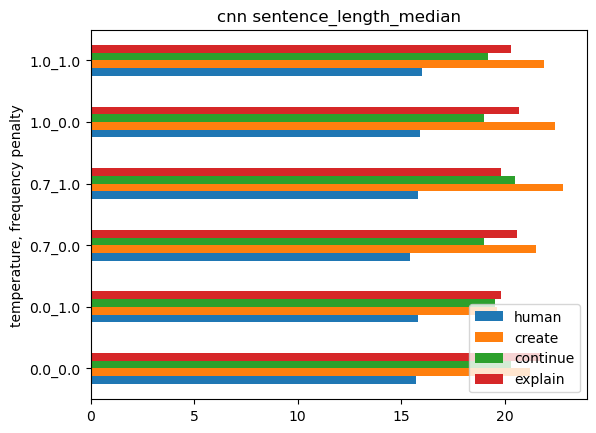 cnn sentence_length_median
temperature, frequency penalty
1.0_1.0
1.0_0.0
0.7_1.0
0.7_0.0
0.0_1.0
0.0_0.0
0 5 10 15 20
human
create
continue
explain